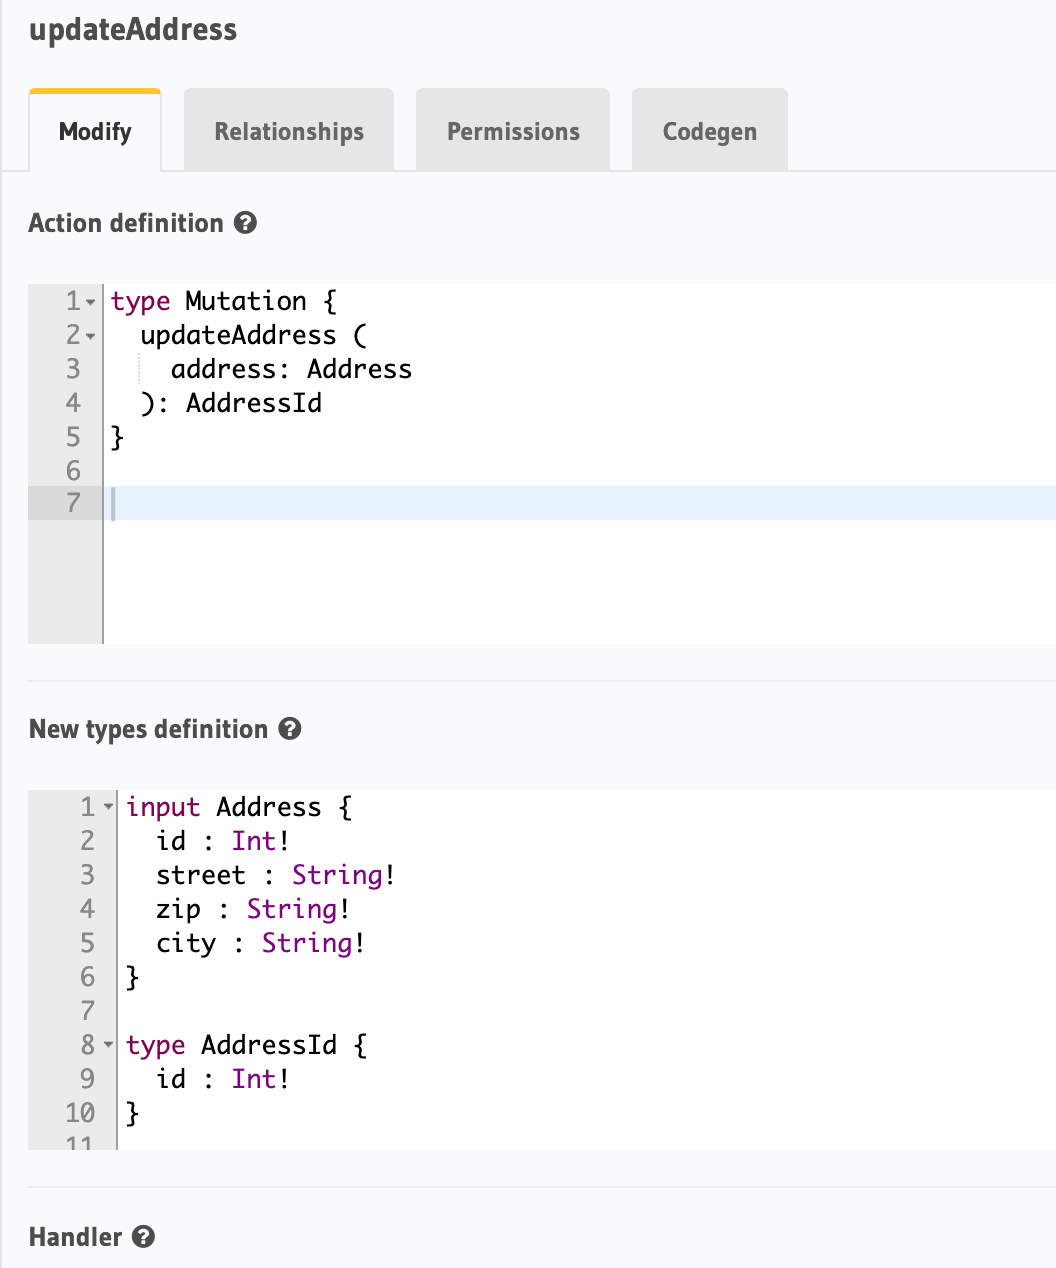 updateAddress
Modify
Relationships
Permissions
Codegen
Action definition ?
1 type Mutation {
2 updateAddress (
3 address: Address
4 ): AddressId
5 }
6
7
New types definition ?
1 input Address {
2 id : Int!
3 street : String!
4 zip : String!
5 city : String!
6 }
7
8 type AddressId {
9 id : Int!
10 }
11
Handler ?